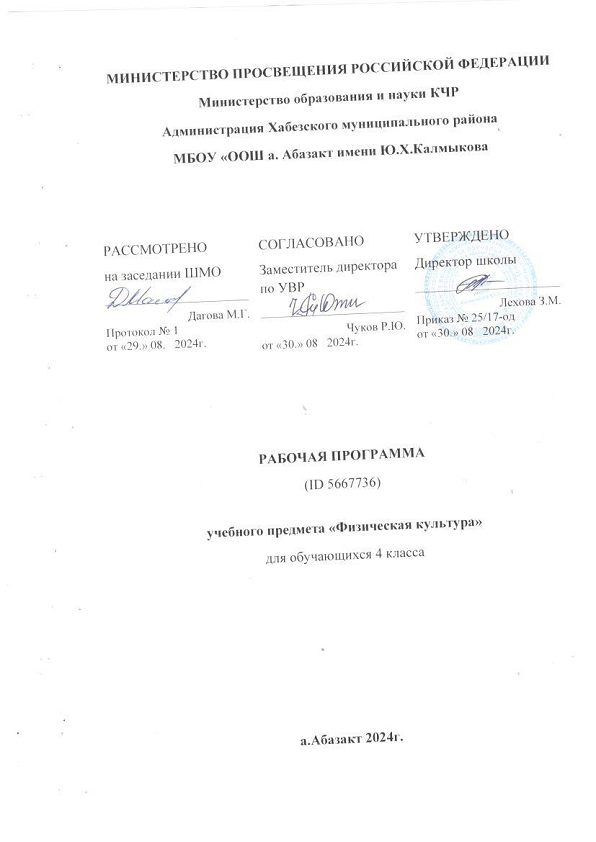 МИНИСТЕРСТВО ПРОСВЕЩЕНИЯ РОССИЙСКОЙ ФЕДЕРАЦИИ
Министерство образования и науки КЧР
Администрация Хабезского муниципального района
МБОУ «ООШ а. Абазакт имени Ю.Х.Калмыкова
РАССМОТРЕНО
на заседании ШМО
Дагова М.Г.
Протокол № 1
от «29.» 08. 2024г.
СОГЛАСОВАНО
Заместитель директора
по УВР
Чуков Р.Ю.
от «30.» 08 2024г.
УТВЕРЖДЕНО
Директор школы
Лехова З.М.
Приказ № 25/17-од
от «30.» 08 2024г.
РАБОЧАЯ ПРОГРАММА
(ID 5667736)
учебного предмета «Физическая культура»
для обучающихся 4 класса
а.Абазакт 2024г.